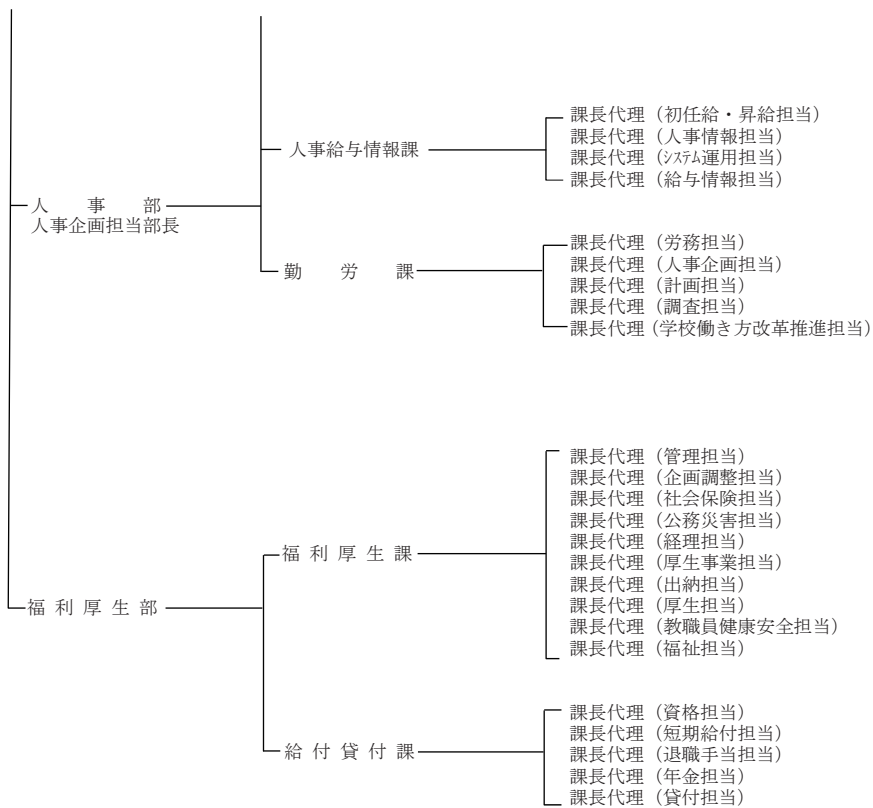 人事部
人事企画担当部長
人事給与情報課
課長代理（初任給・昇給担当）
課長代理（人事情報担当）
課長代理（ｼｽﾃﾑ運用担当）
課長代理（給与情報担当）
勤労課
課長代理（労務担当）
課長代理（人事企画担当）
課長代理（計画担当）
課長代理（調査担当）
課長代理（学校働き方改革推進担当）
福利厚生部
福利厚生課
課長代理（管理担当）
課長代理（企画調整担当）
課長代理（社会保険担当）
課長代理（公務災害担当）
課長代理（経理担当）
課長代理（厚生事業担当）
課長代理（出納担当）
課長代理（厚生担当）
課長代理（教職員健康安全担当）
課長代理（福祉担当）
給付貸付課
課長代理（資格担当）
課長代理（短期給付担当）
課長代理（退職手当担当）
課長代理（年金担当）
課長代理（貸付担当）